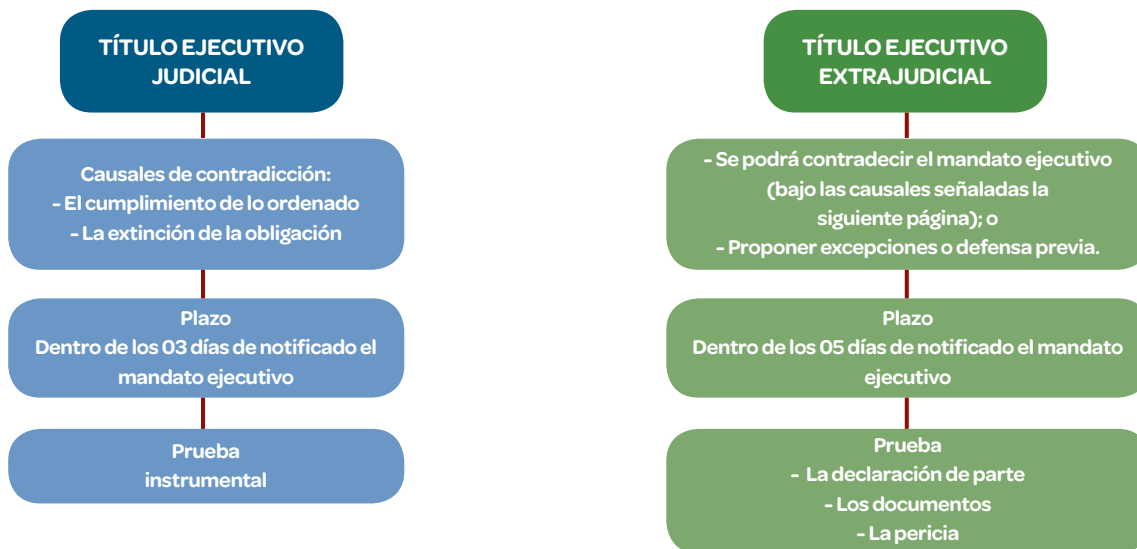 TÍTULO EJECUTIVO
JUDICIAL
Causales de contradicción:
- El cumplimiento de lo ordenado
- La extinción de la obligación
Plazo
Dentro de los 03 días de notificado el
mandato ejecutivo
Prueba
instrumental
TÍTULO EJECUTIVO
EXTRAJUDICIAL
- Se podrá contradecir el mandato ejecutivo
(bajo las causales señaladas la
siguiente página); o
- Proponer excepciones o defensa previa.
Plazo
Dentro de los 05 días de notificado el mandato
ejecutivo
Prueba
- La declaración de parte
- Los documentos
- La pericia